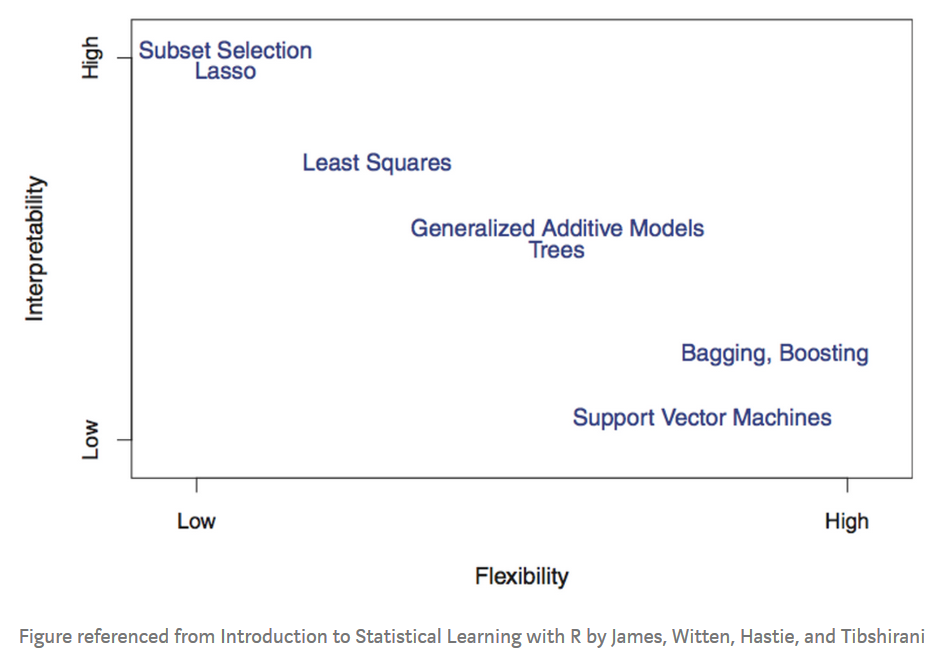 High
Subset Selection
Lasso
Least Squares
Interpretability
Generalized Additive Models
Trees
Bagging, Boosting
Support Vector Machines
Low
Low
High
Flexibility
Figure referenced from Introduction to Statistical Learning with R by James, Witten, Hastie, and Tibshirani